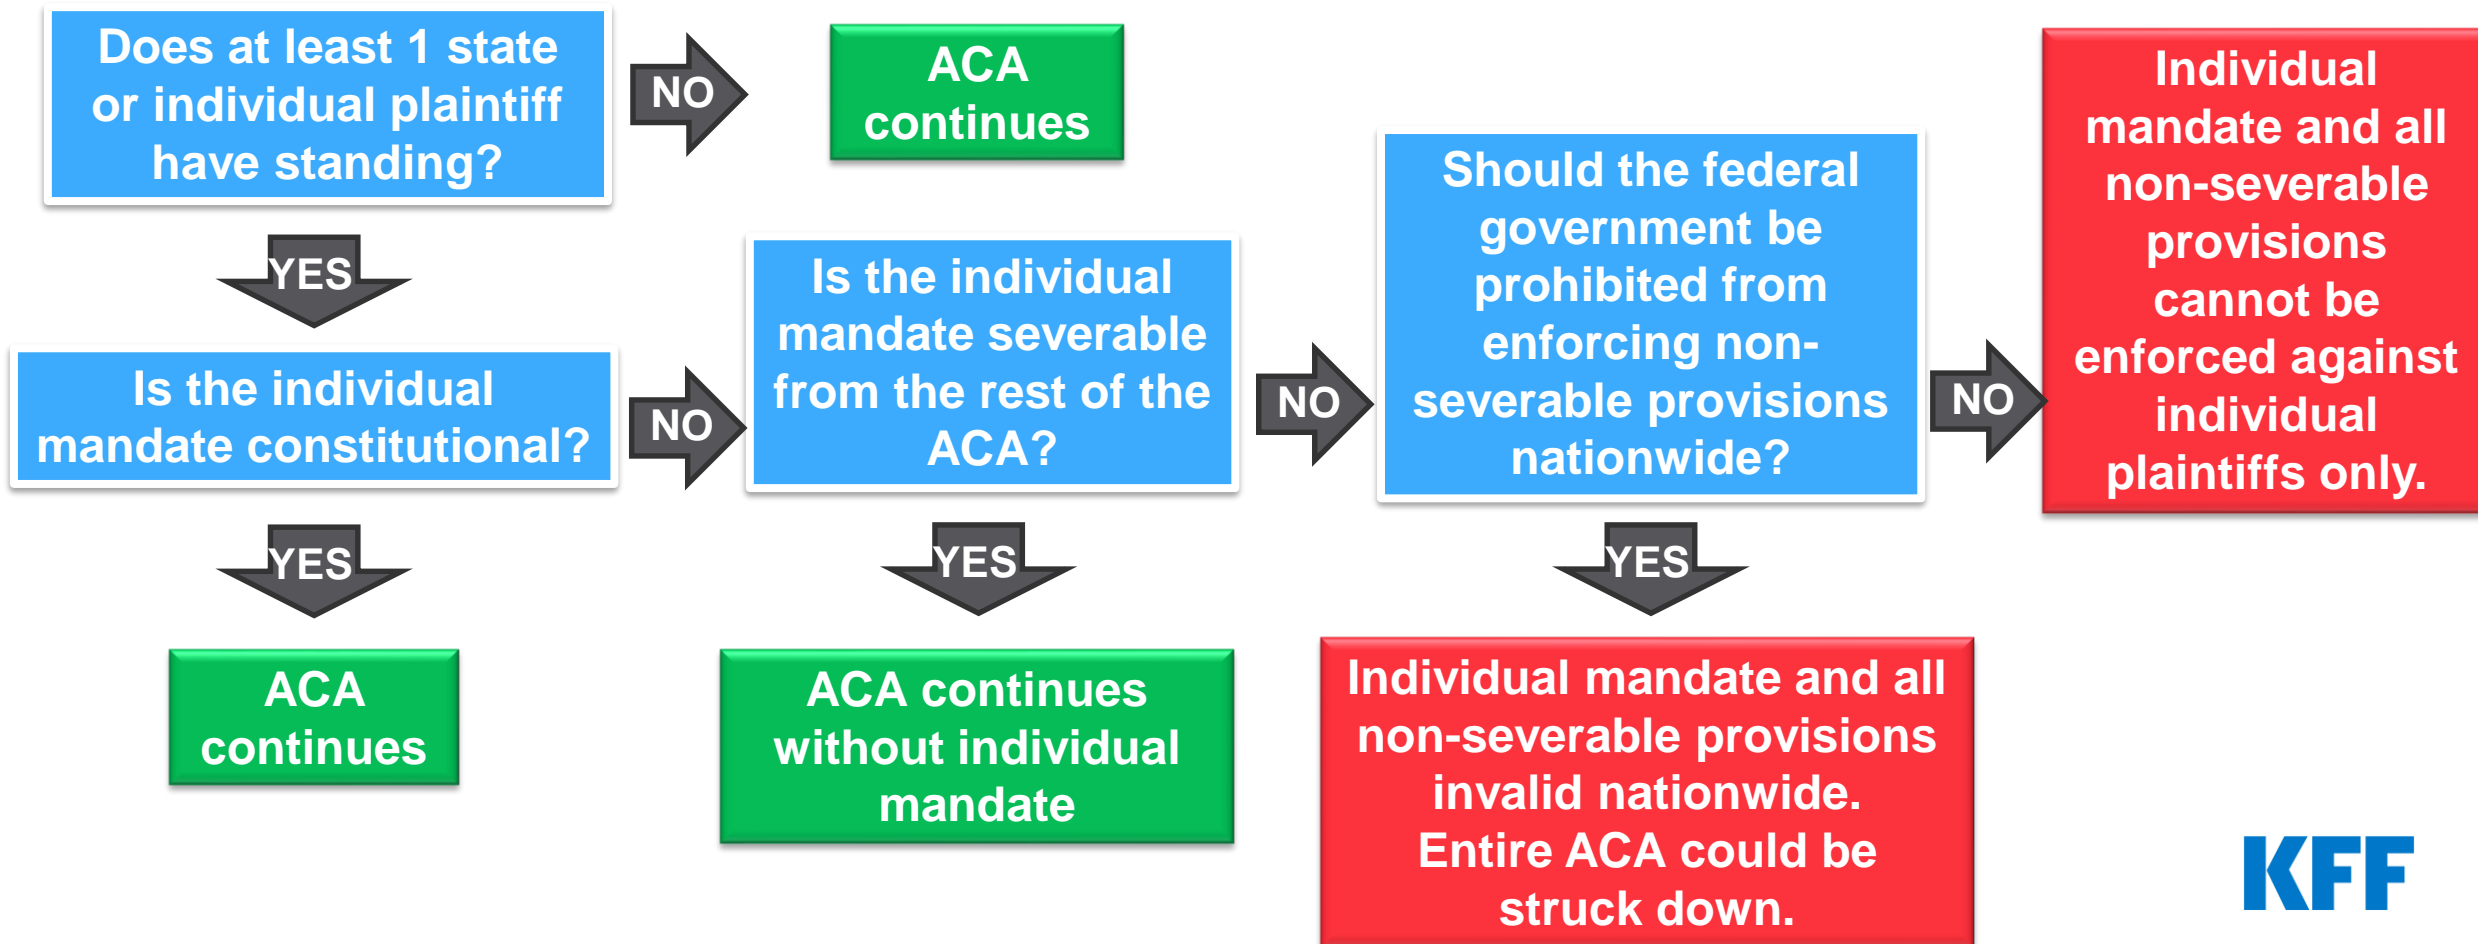 Does at least 1 state
or individual plaintiff
have standing?
NO
ACA
continues
YES
Is the individual
mandate constitutional?
YES
ACA
continues
NO
Is the individual
mandate severable
from the rest of the
ACA?
YES
ACA continues
without individual
mandate
NO
Should the federal
government be
prohibited from
enforcing non-
severable provisions
nationwide?
YES
Individual mandate and all
non-severable provisions
invalid nationwide.
Entire ACA could be
struck down.
NO
Individual
mandate and all
non-severable
provisions
cannot be
enforced against
individual
plaintiffs only.
KFF